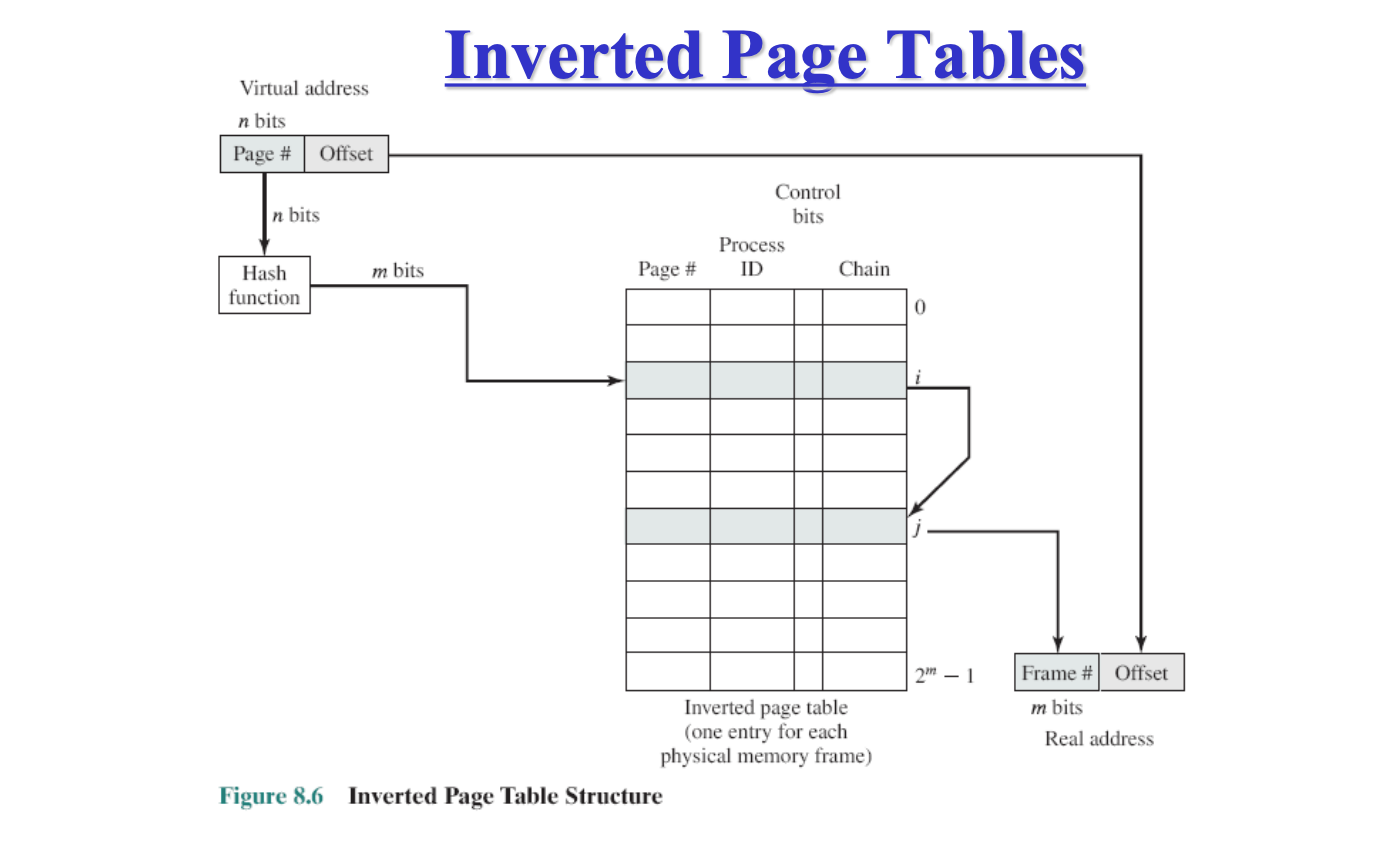 Inverted Page Tables
Virtual address
n bits
Page # Offset
n bits
Hash
function
m bits
Control
bits
Process
ID
Page #
Chain
0
i
j
2^m − 1
Frame # Offset
m bits
Real address
Inverted page table
(one entry for each
physical memory frame)
Figure 8.6 Inverted Page Table Structure